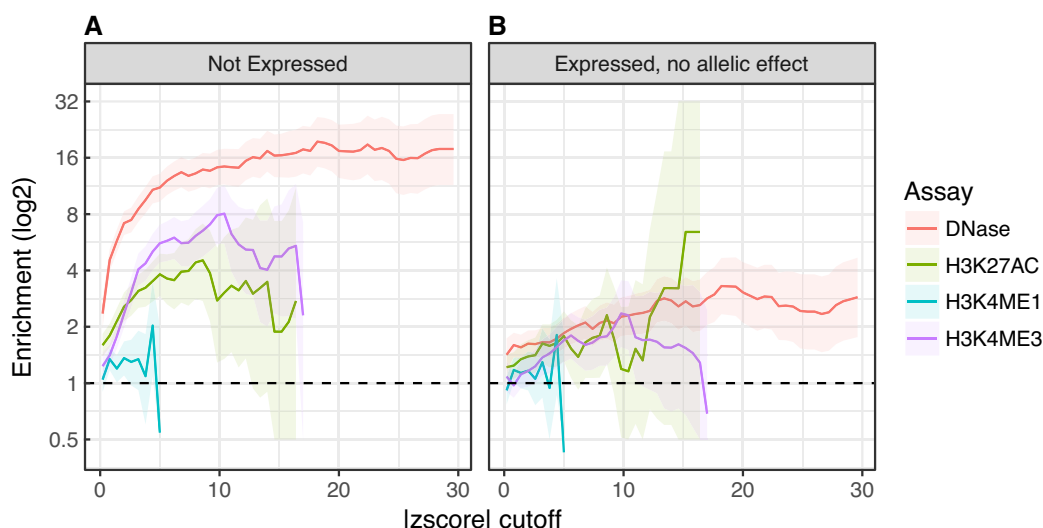 A
B
Not Expressed
Expressed, no allelic effect
Enrichment (log2)
32
16
8
4
2
1
0.5
0
10
20
30
0
10
20
30
|zscore| cutoff
Assay
DNase
H3K27AC
H3K4ME1
H3K4ME3